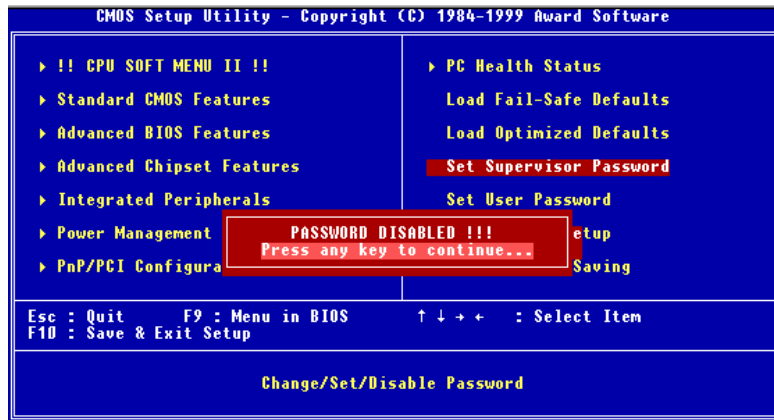 CMOS Setup Utility - Copyright (C) 1984-1999 Award Software
!! CPU SOFT MENU II !!
Standard CMOS Features
Advanced BIOS Features
Advanced Chipset Features
Integrated Peripherals
Power Management
PnP/PCI Configura
PC Health Status
Load Fail-Safe Defaults
Load Optimized Defaults
Set Supervisor Password
Set User Password
etup
Saving
PASSWORD DISABLED !!!
Press any key to continue...
Esc : Quit F9 : Menu in BIOS ↑ ↓ → ← : Select Item
F10 : Save & Exit Setup
Change/Set/Disable Password